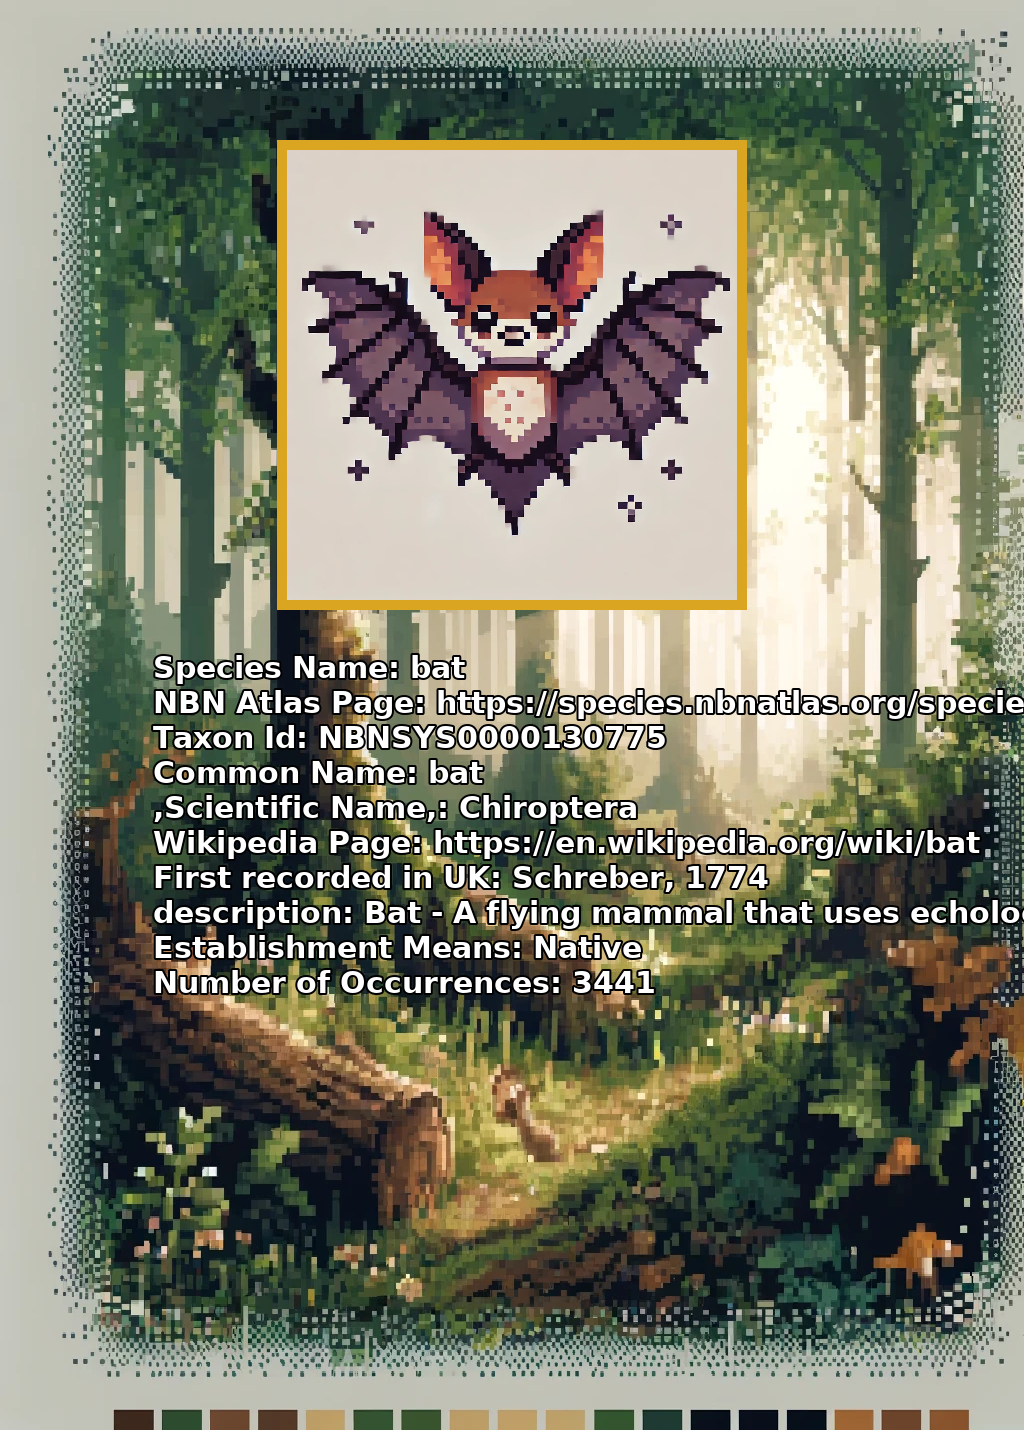 Species Name: bat
NBN Atlas Page: https://species.nbnatlas.org/specie
Taxon Id: NBNSYS0000130775
Common Name: bat
,Scientific Name,: Chiroptera
Wikipedia Page: https://en.wikipedia.org/wiki/bat
First recorded in UK: Schreber, 1774
description: Bat - A flying mammal that uses echolo
Establishment Means: Native
Number of Occurrences: 3441